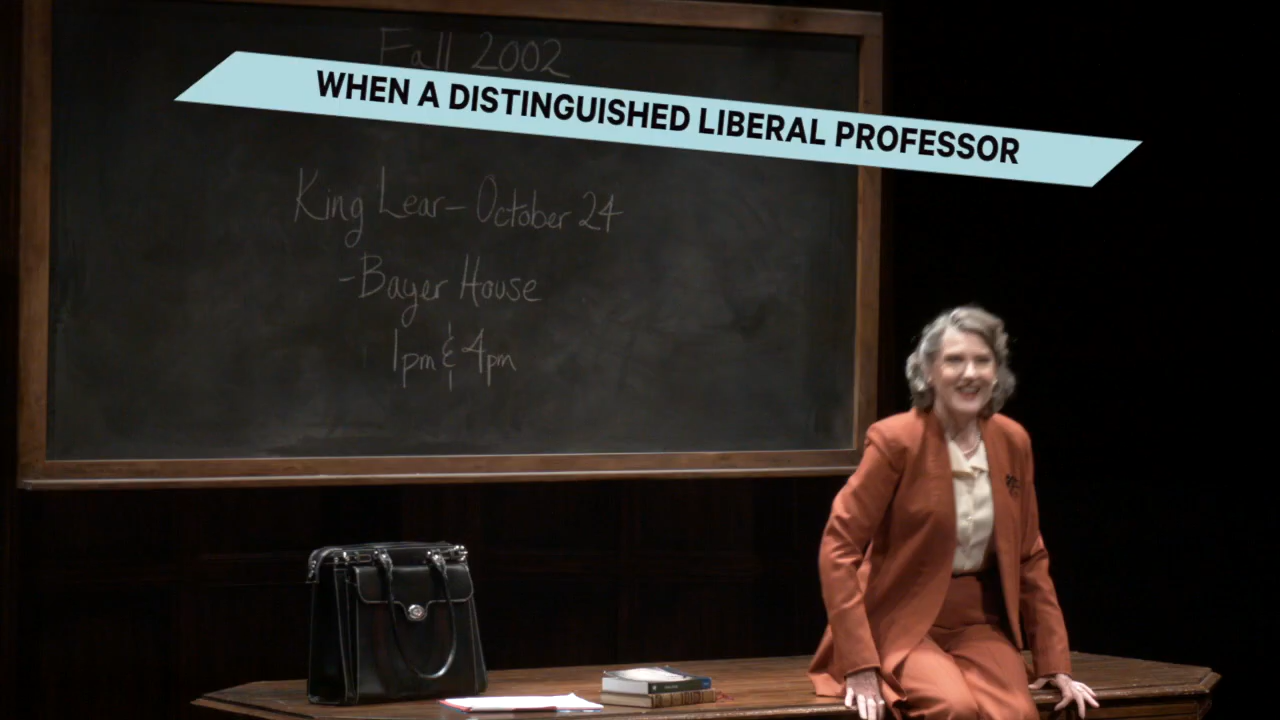 Fall 2002
WHEN A DISTINGUISHED LIBERAL PROFESSOR
King Lear – October 24
- Bayer House
1pm & 4pm